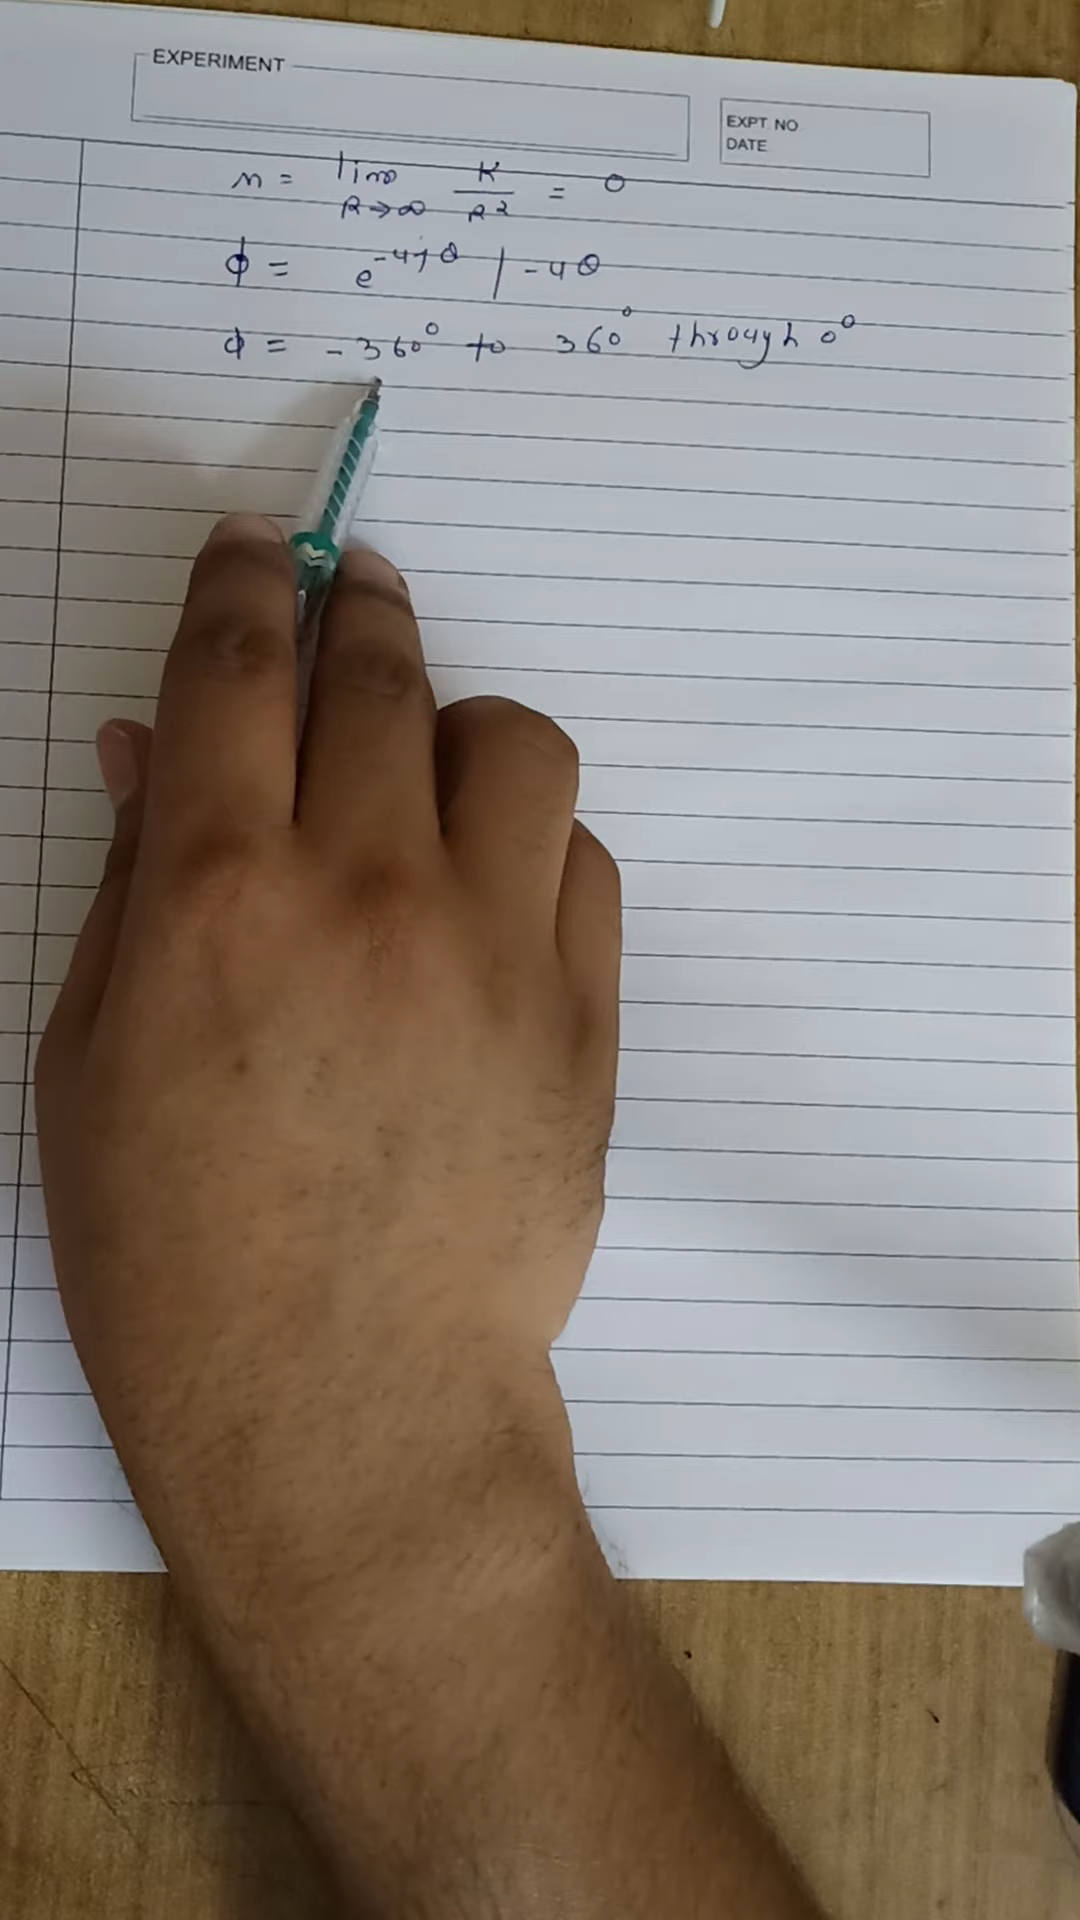 EXPERIMENT
EXPT. NO
DATE
m = lim R→∞ K/R² = 0
ϕ = e^-4jθ | -4θ
ϕ = -360° to 360° through 0°